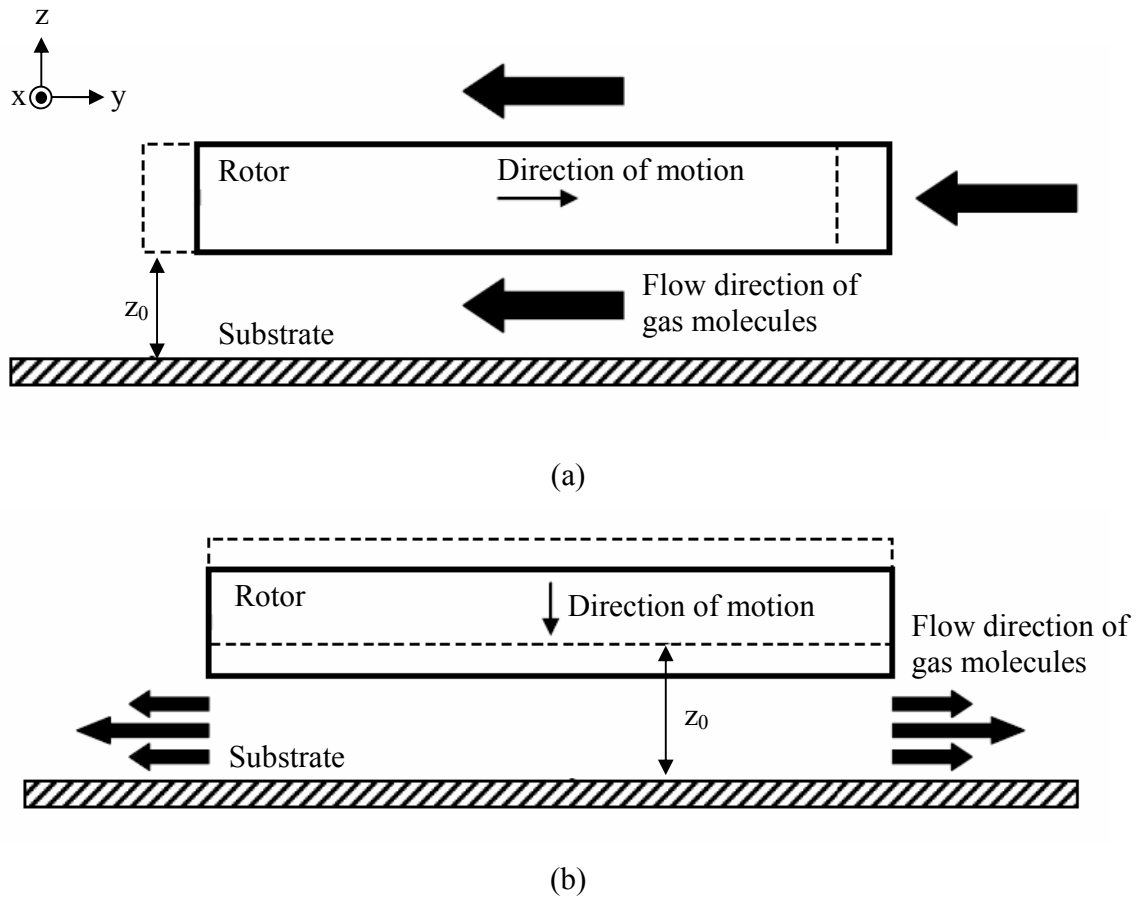 z
x y
Rotor Direction of motion
Flow direction of
gas molecules
z₀
Substrate
(a)
Rotor Direction of motion
Flow direction of
gas molecules
z₀
Substrate
(b)